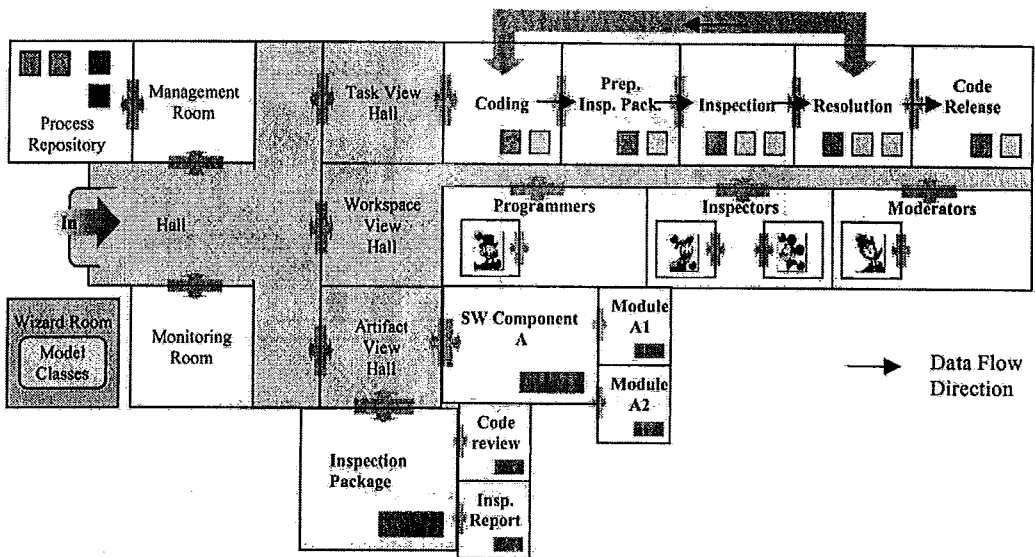 Process
Repository
Management
Room
Task View
Hall
Coding
Prep.
Insp. Pack.
Inspection
Resolution
Code
Release
In
Hall
Workspace
View
Hall
Programmers
Inspectors
Moderators
Wizard Room
Model
Classes
Monitoring
Room
Artifact
View
Hall
SW Component
A
Module
A1
Module
A2
Data Flow
Direction
Inspection
Package
Code
review
Insp.
Report